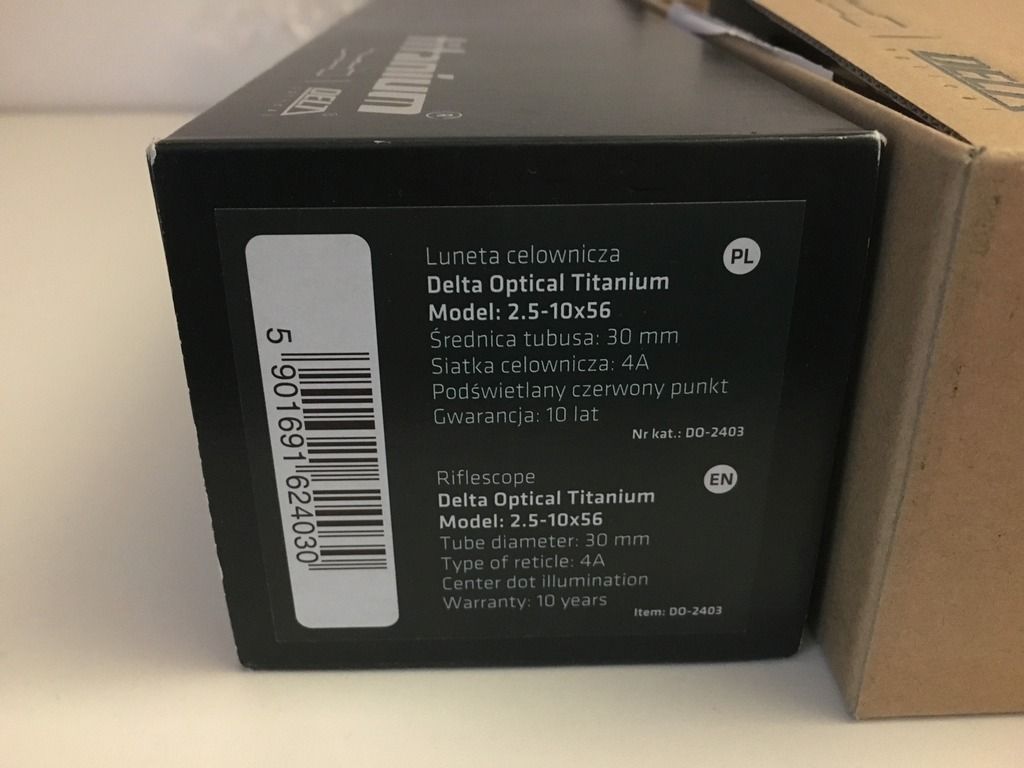 titanium®
DELTA
Luneta celownicza
PL
Delta Optical Titanium
Model: 2.5-10x56
Średnica tubusa: 30 mm
Siatka celownicza: 4A
Podświetlany czerwony punkt
Gwarancja: 10 lat
Nr kat.: DO-2403
Riflescope
EN
Delta Optical Titanium
Model: 2.5-10x56
Tube diameter: 30 mm
Type of reticle: 4A
Center dot illumination
Warranty: 10 years
Item: DO-2403
5 901691 624030
DELTA